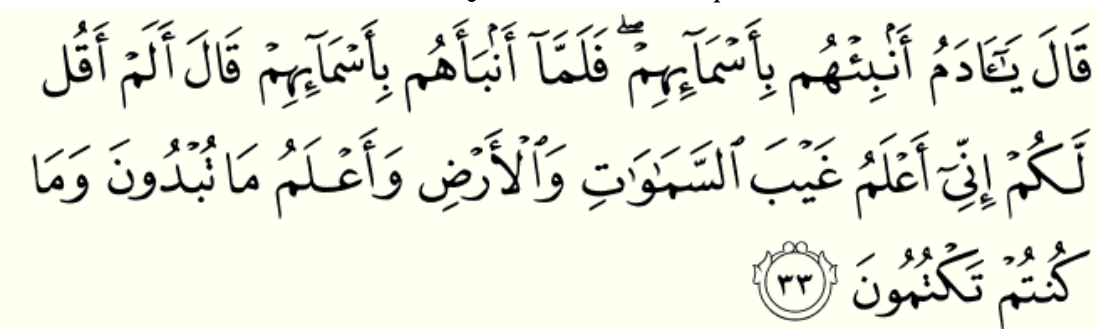 قَالَ يَـٰٓـَٔادَمُ أَنۢبِئْهُم بِأَسْمَآئِهِمْ ۖ فَلَمَّآ أَنۢبَأَهُم بِأَسْمَآئِهِمْ قَالَ أَلَمْ أَقُل
لَّكُمْ إِنِّىٓ أَعْلَمُ غَيْبَ ٱلسَّمَـٰوَٰتِ وَٱلْأَرْضِ وَأَعْلَمُ مَا تُبْدُونَ وَمَا
كُنتُمْ تَكْتُمُونَ ٣٣